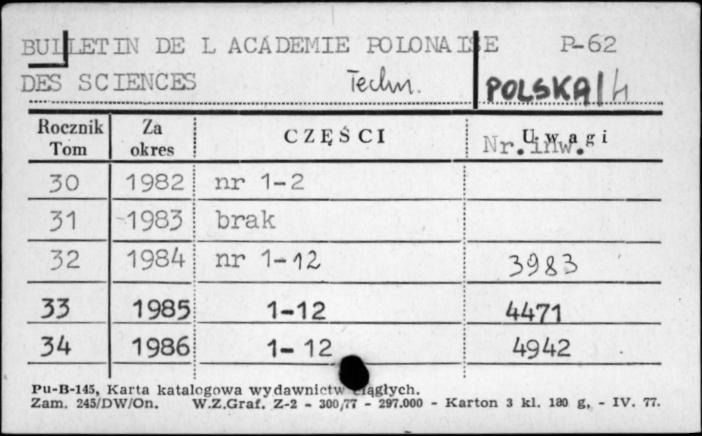 BULLETIN DE L ACADEMIE POLONAISE P-62
DES SCIENCES Techn. POLSKA/4
Rocznik Tom Za okres CZĘŚCI Uwagi Nr.inw.
30 1982 nr 1-2
31 1983 brak
32 1984 nr 1-12 3983
33 1985 1-12 4471
34 1986 1-12 4942
Pu-B-145, Karta katalogowa wydawnictw ciągłych.
Zam. 245/DW/On. W.Z.Graf. Z-2 - 300/77 - 297.000 - Karton 3 kl. 180 g, - IV. 77.